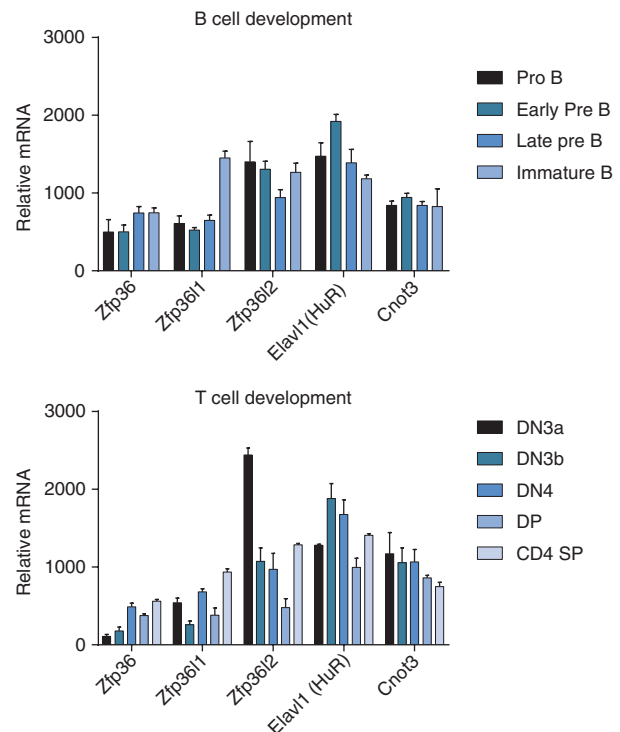 B cell development
3000
2000
1000
0
Relative mRNA
Zfp36
Zfp36l1
Zfp36l2
Elavl1(HuR)
Cnot3
Pro B
Early Pre B
Late pre B
Immature B
T cell development
3000
2000
1000
0
Relative mRNA
Zfp36
Zfp36l1
Zfp36l2
Elavl1 (HuR)
Cnot3
DN3a
DN3b
DN4
DP
CD4 SP